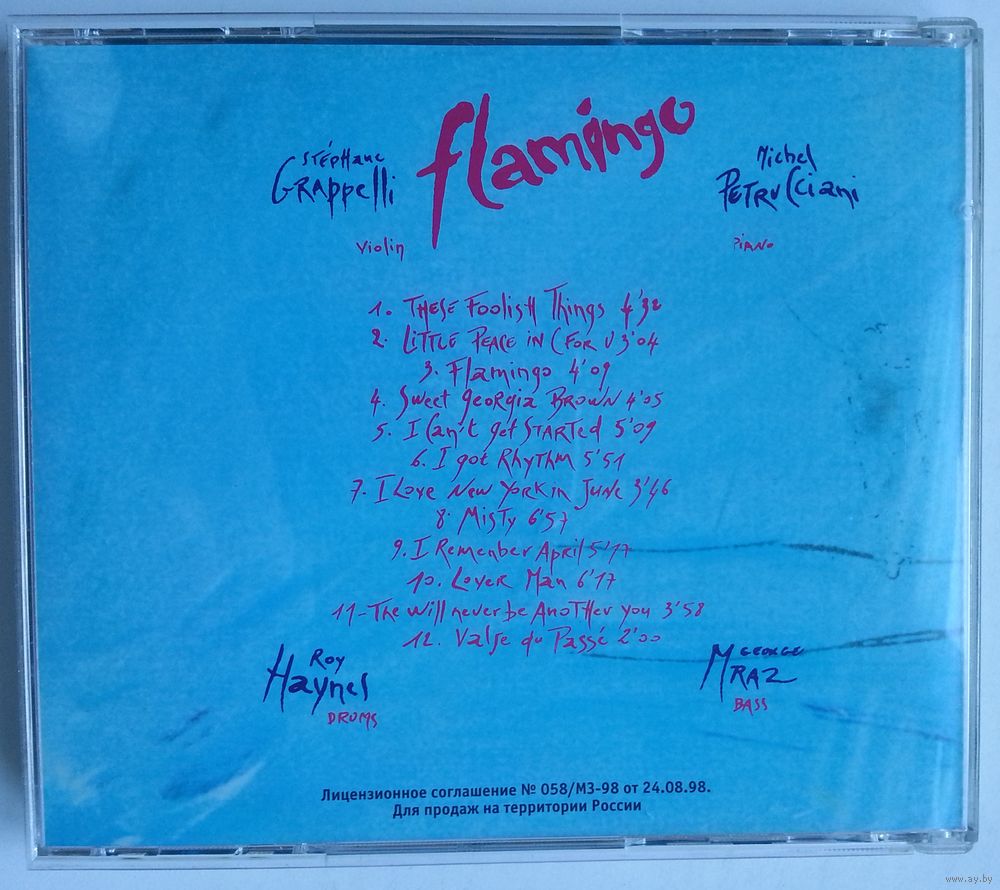 flamingo
STÉPHANE
GRAPPELLI
violin
Michel
PETRUCCIANI
PIANO
1. THESE FOOLISH Things 4'32
2. LITTLE PEACE IN C FOR U 3'04
3. Flamingo 4'09
4. Sweet georgia BROWN 4'05
5. I Can't get STARTED 5'09
6. I got RHYTHM 5'51
7. I Love New York in June 3'46
8. MisTy 6'57
9. I Remenber April 5'17
10. Lover Man 6'17
11-The will never be AnoTHer you 3'58
12. Valse du Passé 2'00
Roy
Haynes
DRUMS
GEORGE
MRAZ
BASS
Лицензионное соглашение № 058/МЗ-98 от 24.08.98.
Для продаж на территории России
www.ay.by